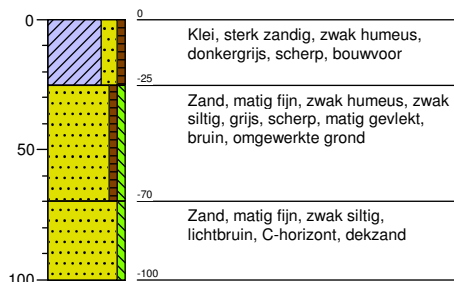 0
0
Klei, sterk zandig, zwak humeus,
donkergrijs, scherp, bouwvoor
-25
Zand, matig fijn, zwak humeus, zwak
siltig, grijs, scherp, matig gevlekt,
bruin, omgewerkte grond
50
-70
Zand, matig fijn, zwak siltig,
lichtbruin, C-horizont, dekzand
100
-100